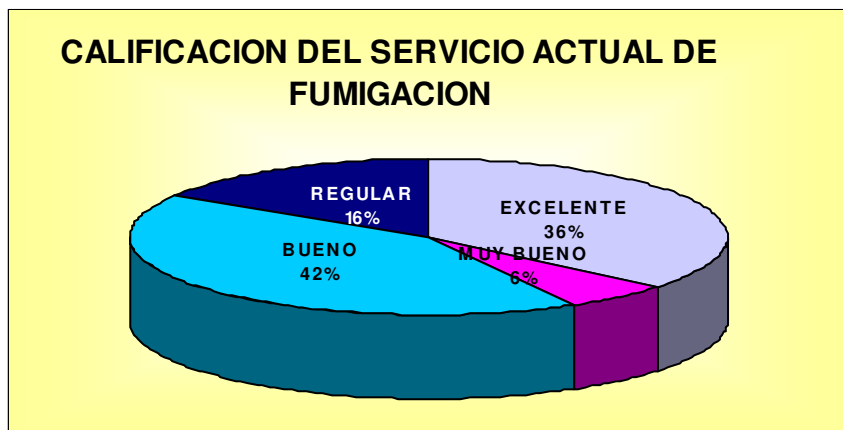 CALIFICACION DEL SERVICIO ACTUAL DE
FUMIGACION
REGULAR
16%
EXCELENTE
36%
BUENO
42%
MUY BUENO
6%